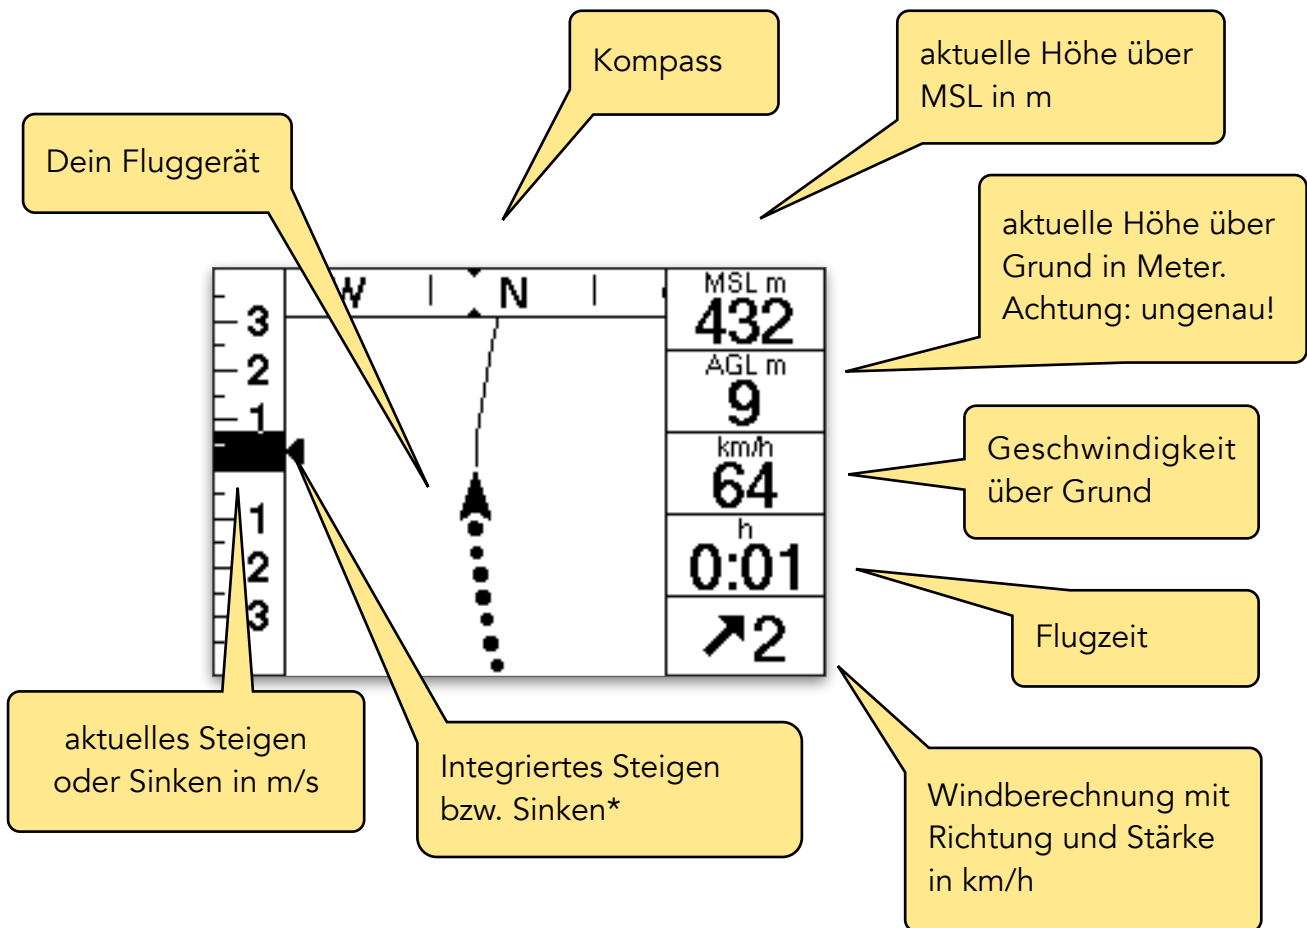 Kompass
aktuelle Höhe über
MSL in m
Dein Fluggerät
aktuelle Höhe über
Grund in Meter.
Achtung: ungenau!
W N
3
2
1
1
2
3
MSL m
432
AGL m
9
km/h
64
h
0:01
2
Geschwindigkeit
über Grund
Flugzeit
aktuelles Steigen
oder Sinken in m/s
Integriertes Steigen
bzw. Sinken*
Windberechnung mit
Richtung und Stärke
in km/h